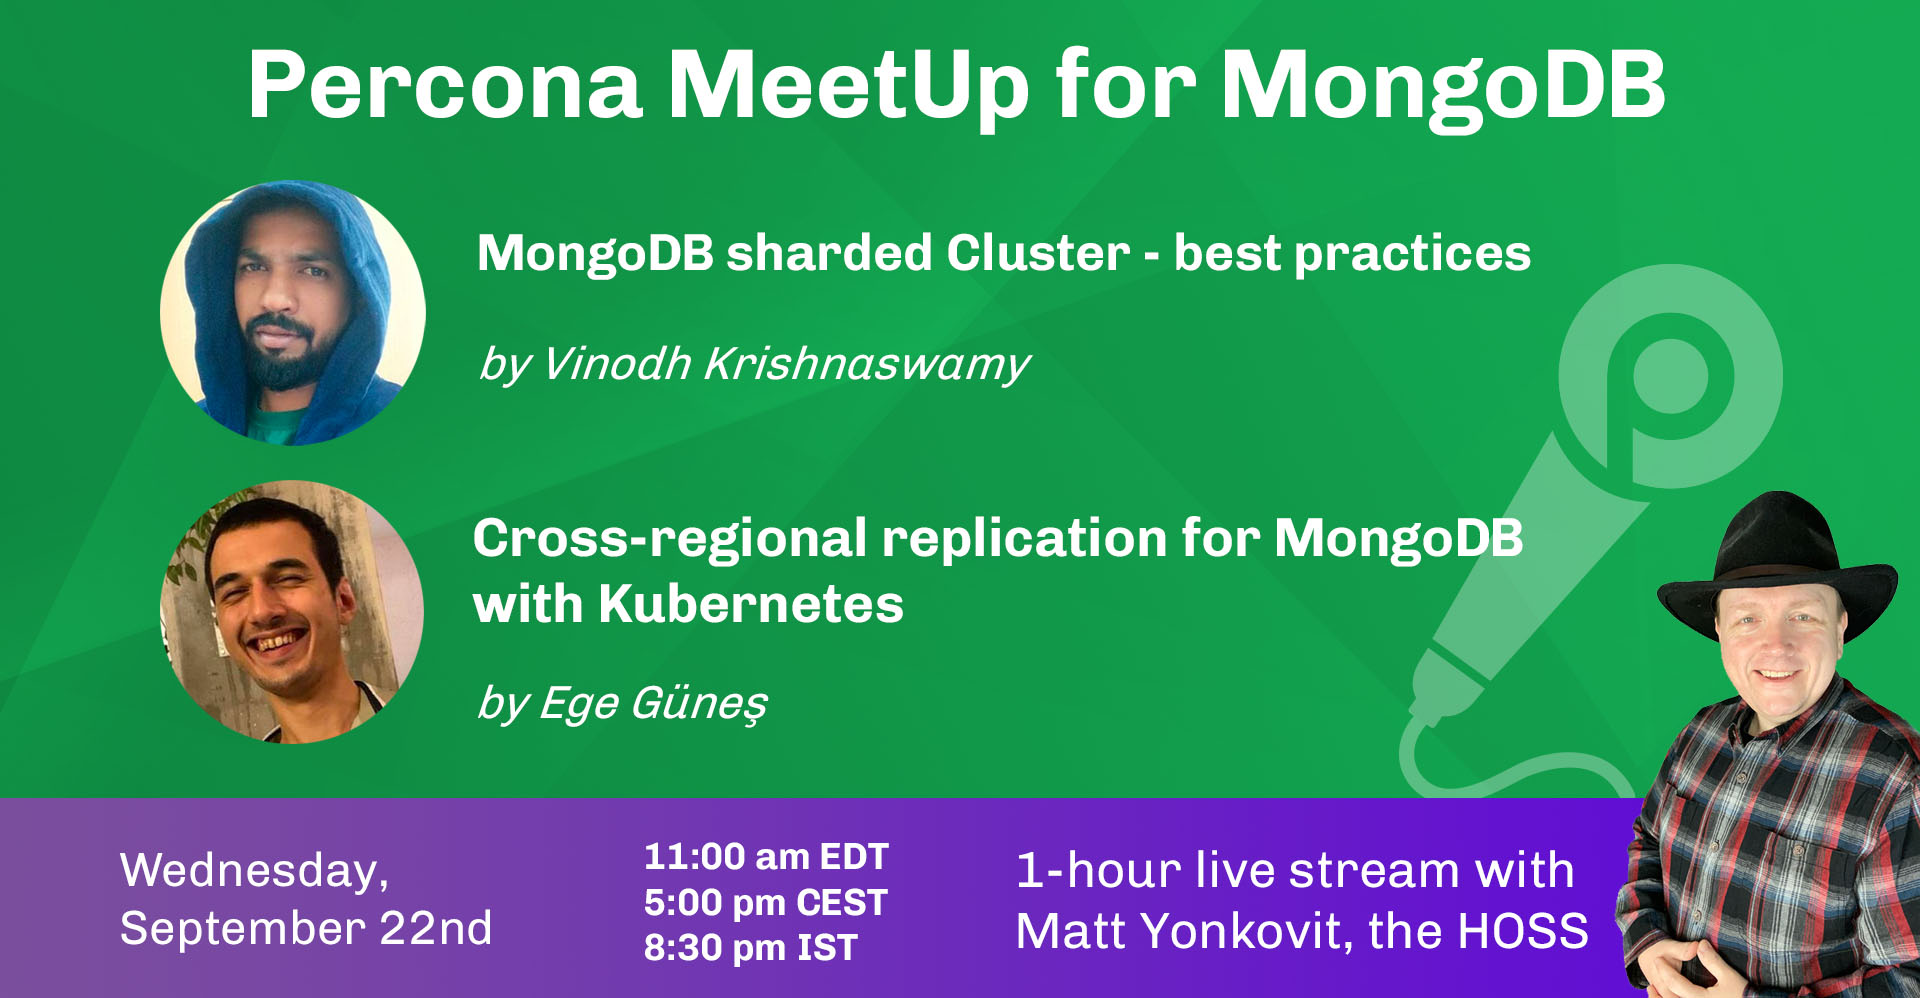 Percona MeetUp for MongoDB
MongoDB sharded Cluster - best practices
by Vinodh Krishnaswamy
Cross-regional replication for MongoDB
with Kubernetes
by Ege Güneş
Wednesday,
September 22nd
11:00 am EDT
5:00 pm CEST
8:30 pm IST
1-hour live stream with
Matt Yonkovit, the HOSS